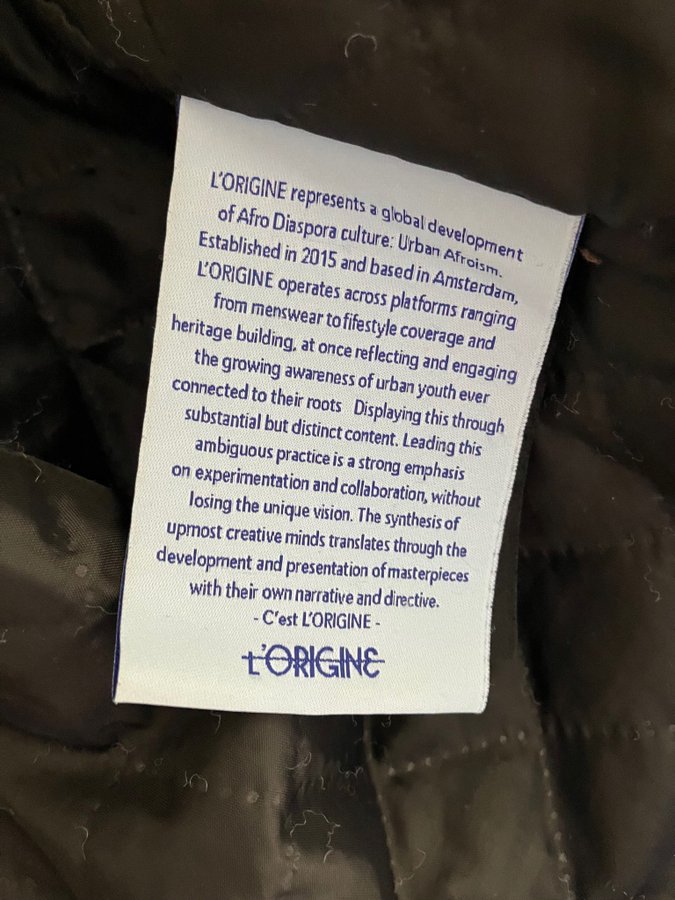 L'ORIGINE represents a global development
of Afro Diaspora culture: Urban Afroism.
Established in 2015 and based in Amsterdam,
L'ORIGINE operates across platforms ranging
from menswear to fifestyle coverage and
heritage building, at once reflecting and engaging
the growing awareness of urban youth ever
connected to their roots Displaying this through
substantial but distinct content. Leading this
ambiguous practice is a strong emphasis
on experimentation and collaboration, without
losing the unique vision. The synthesis of
upmost creative minds translates through the
development and presentation of masterpieces
with their own narrative and directive.
- C'est L'ORIGINE -
L'ORIGINE